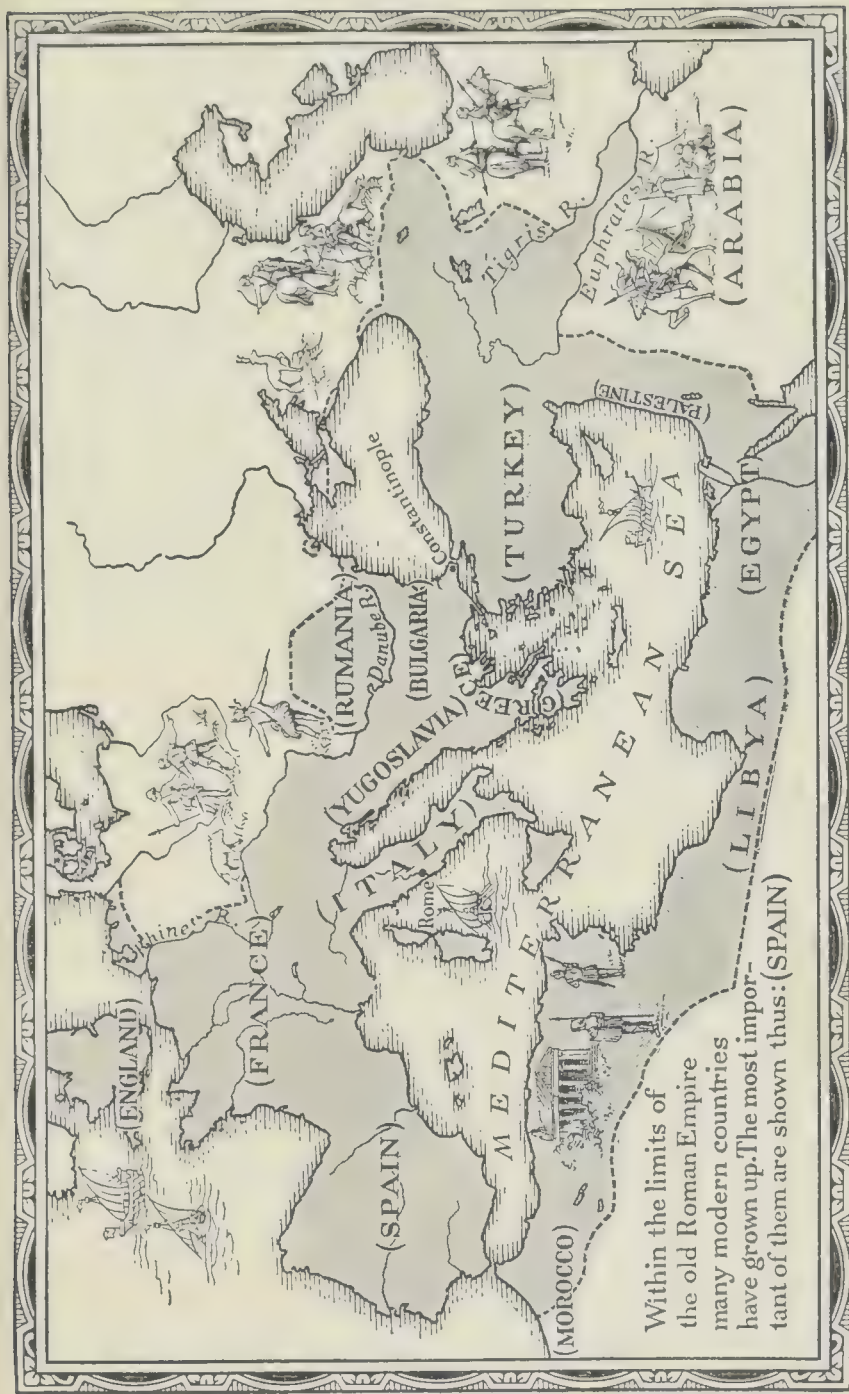 (ENGLAND)
Rhine R.
(FRANCE)
(SPAIN)
(MOROCCO)
(ITALY)
Rome
(YUGOSLAVIA)
(GREECE)
(RUMANIA)
Danube R.
(BULGARIA)
Constantinople
(TURKEY)
Tigris R.
Euphrates R.
(ARABIA)
(PALESTINE)
(EGYPT)
(LIBYA)
MEDITERRANEAN SEA
Within the limits of
the old Roman Empire
many modern countries
have grown up. The most impor-
tant of them are shown thus: (SPAIN)